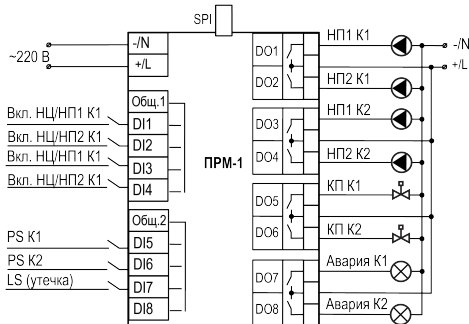 SPI
~220 В
-/N
+/L
Общ.1
Вкл. НЦ/НП1 К1
DI1
Вкл. НЦ/НП2 К1
DI2
Вкл. НЦ/НП1 К1
DI3
Вкл. НЦ/НП2 К1
DI4
Общ.2
PS К1
DI5
PS К2
DI6
LS (утечка)
DI7
DI8
ПРМ-1
DO1
НП1 К1
DO2
НП2 К1
DO3
НП1 К2
DO4
НП2 К2
DO5
КП К1
DO6
КП К2
DO7
Авария К1
DO8
Авария К2
-/N
+/L